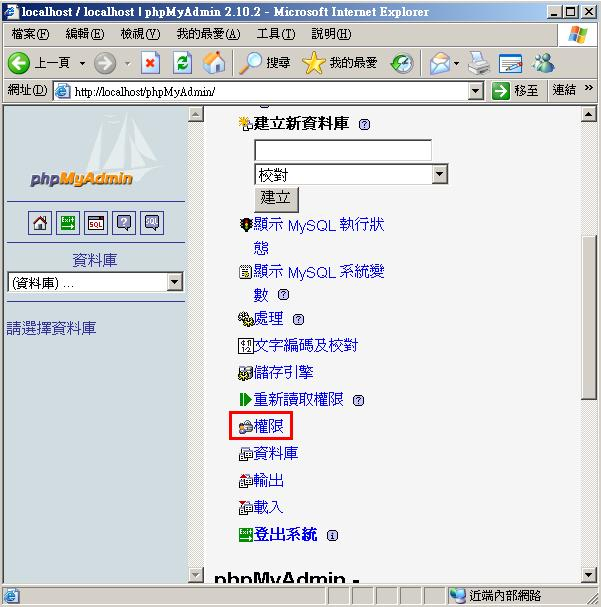 localhost / localhost | phpMyAdmin 2.10.2 - Microsoft Internet Explorer
檔案(F) 編輯(E) 檢視(V) 我的最愛(A) 工具(T) 說明(H)
上一頁 搜尋 我的最愛
網址(D) http://localhost/phpMyAdmin/ 移至 連結 »
phpMyAdmin
Exit SQL ? SQL
資料庫
(資料庫) ...
請選擇資料庫
建立新資料庫
校對
建立
顯示 MySQL 執行狀
態
顯示 MySQL 系統變
數
處理
文字編碼及校對
儲存引擎
重新讀取權限
權限
資料庫
輸出
載入
登出系統
phpMyAdmin -
近端內部網路